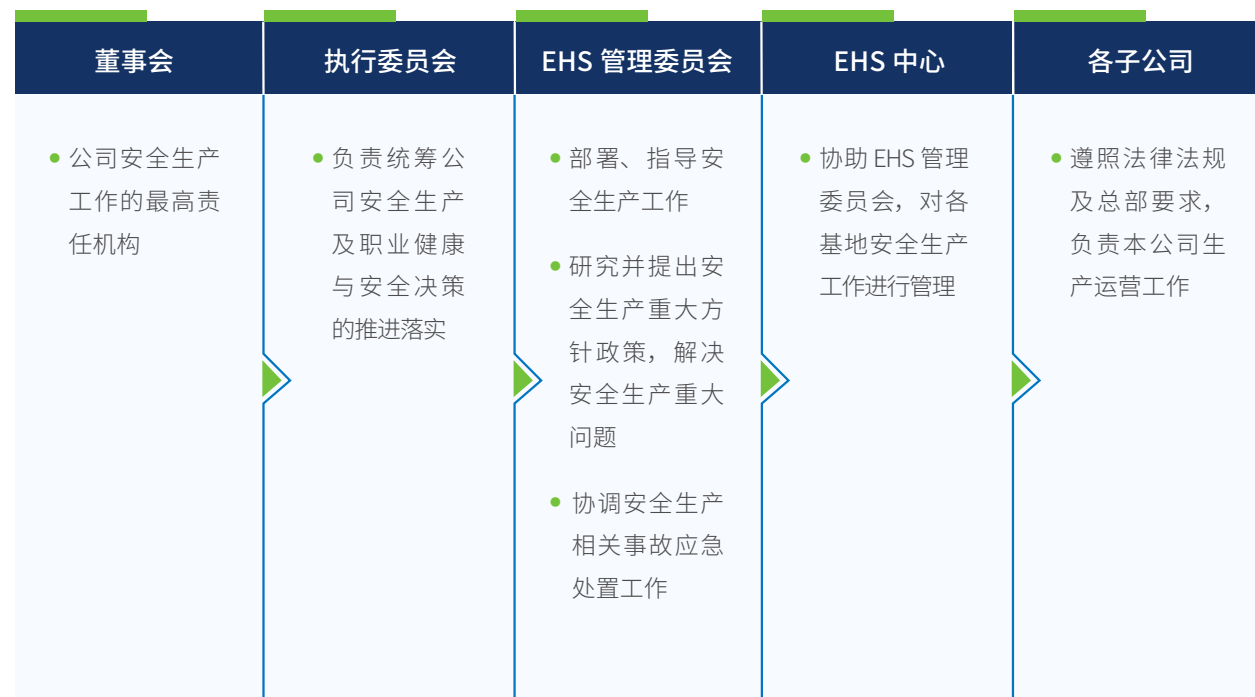 董事会
公司安全生产
工作的最高责
任机构
执行委员会
负责统筹公
司安全生产
及职业健康
与安全决策
的推进落实
EHS 管理委员会
部署、指导安
全生产工作
研究并提出安
全生产重大方
针政策，解决
安全生产重大
问题
协调安全生产
相关事故应急
处置工作
EHS 中心
协助 EHS 管理
委员会，对各
基地安全生产
工作进行管理
各子公司
遵照法律法规
及总部要求，
负责本公司生
产运营工作